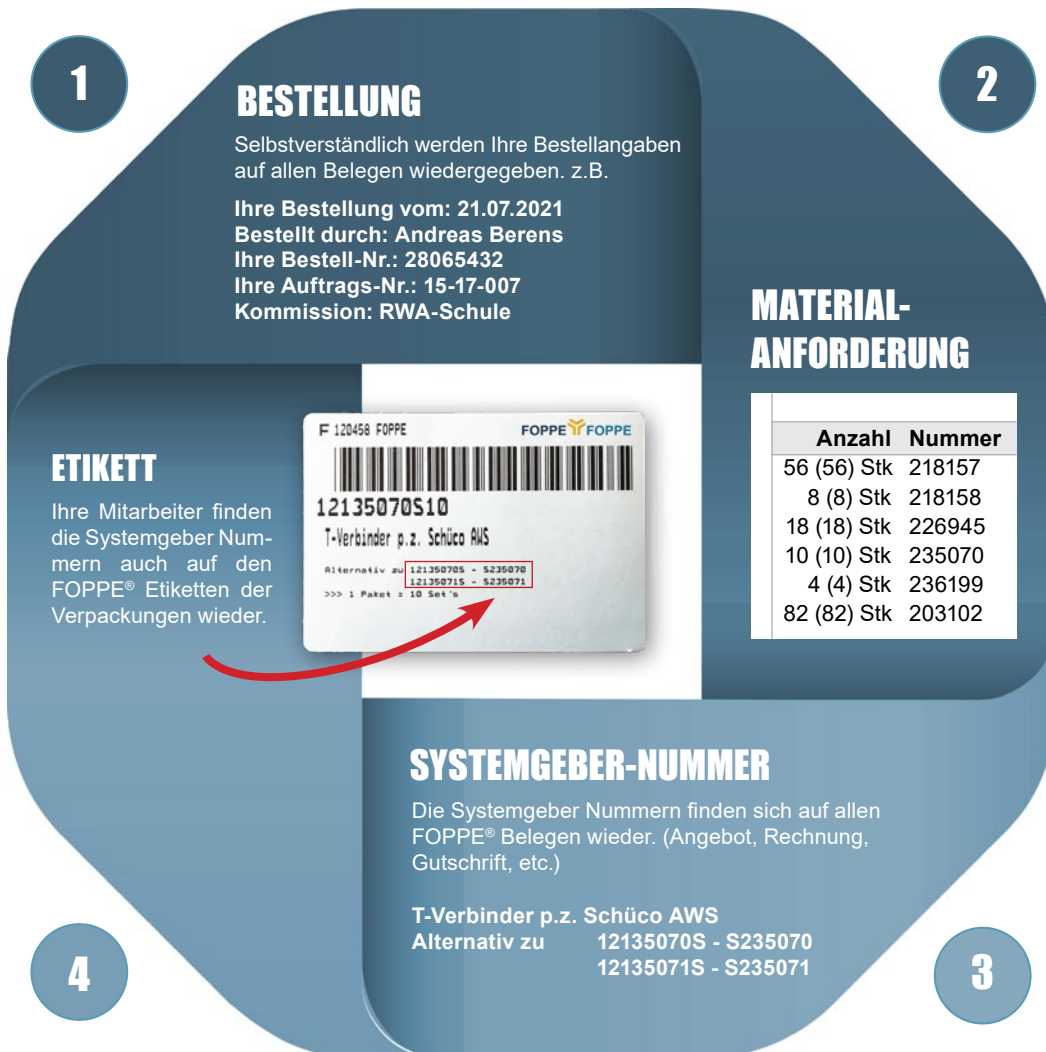 1
BESTELLUNG
Selbstverständlich werden Ihre Bestellangaben
auf allen Belegen wiedergegeben. z.B.
Ihre Bestellung vom: 21.07.2021
Bestellt durch: Andreas Berens
Ihre Bestell-Nr.: 28065432
Ihre Auftrags-Nr.: 15-17-007
Kommission: RWA-Schule
2
MATERIAL-
ANFORDERUNG
Anzahl Nummer
56 (56) Stk 218157
8 (8) Stk 218158
18 (18) Stk 226945
10 (10) Stk 235070
4 (4) Stk 236199
82 (82) Stk 203102
ETIKETT
Ihre Mitarbeiter finden
die Systemgeber Num-
mern auch auf den
FOPPE® Etiketten der
Verpackungen wieder.
F 120458 FOPPE
FOPPE FOPPE
12135070S10
T-Verbinder p.z. Schüco AWS
Alternativ zu 12135070S - S235070
12135071S - S235071
>>> 1 Paket = 10 Set's
SYSTEMGEBER-NUMMER
Die Systemgeber Nummern finden sich auf allen
FOPPE® Belegen wieder. (Angebot, Rechnung,
Gutschrift, etc.)
T-Verbinder p.z. Schüco AWS
Alternativ zu 12135070S - S235070
12135071S - S235071
3
4